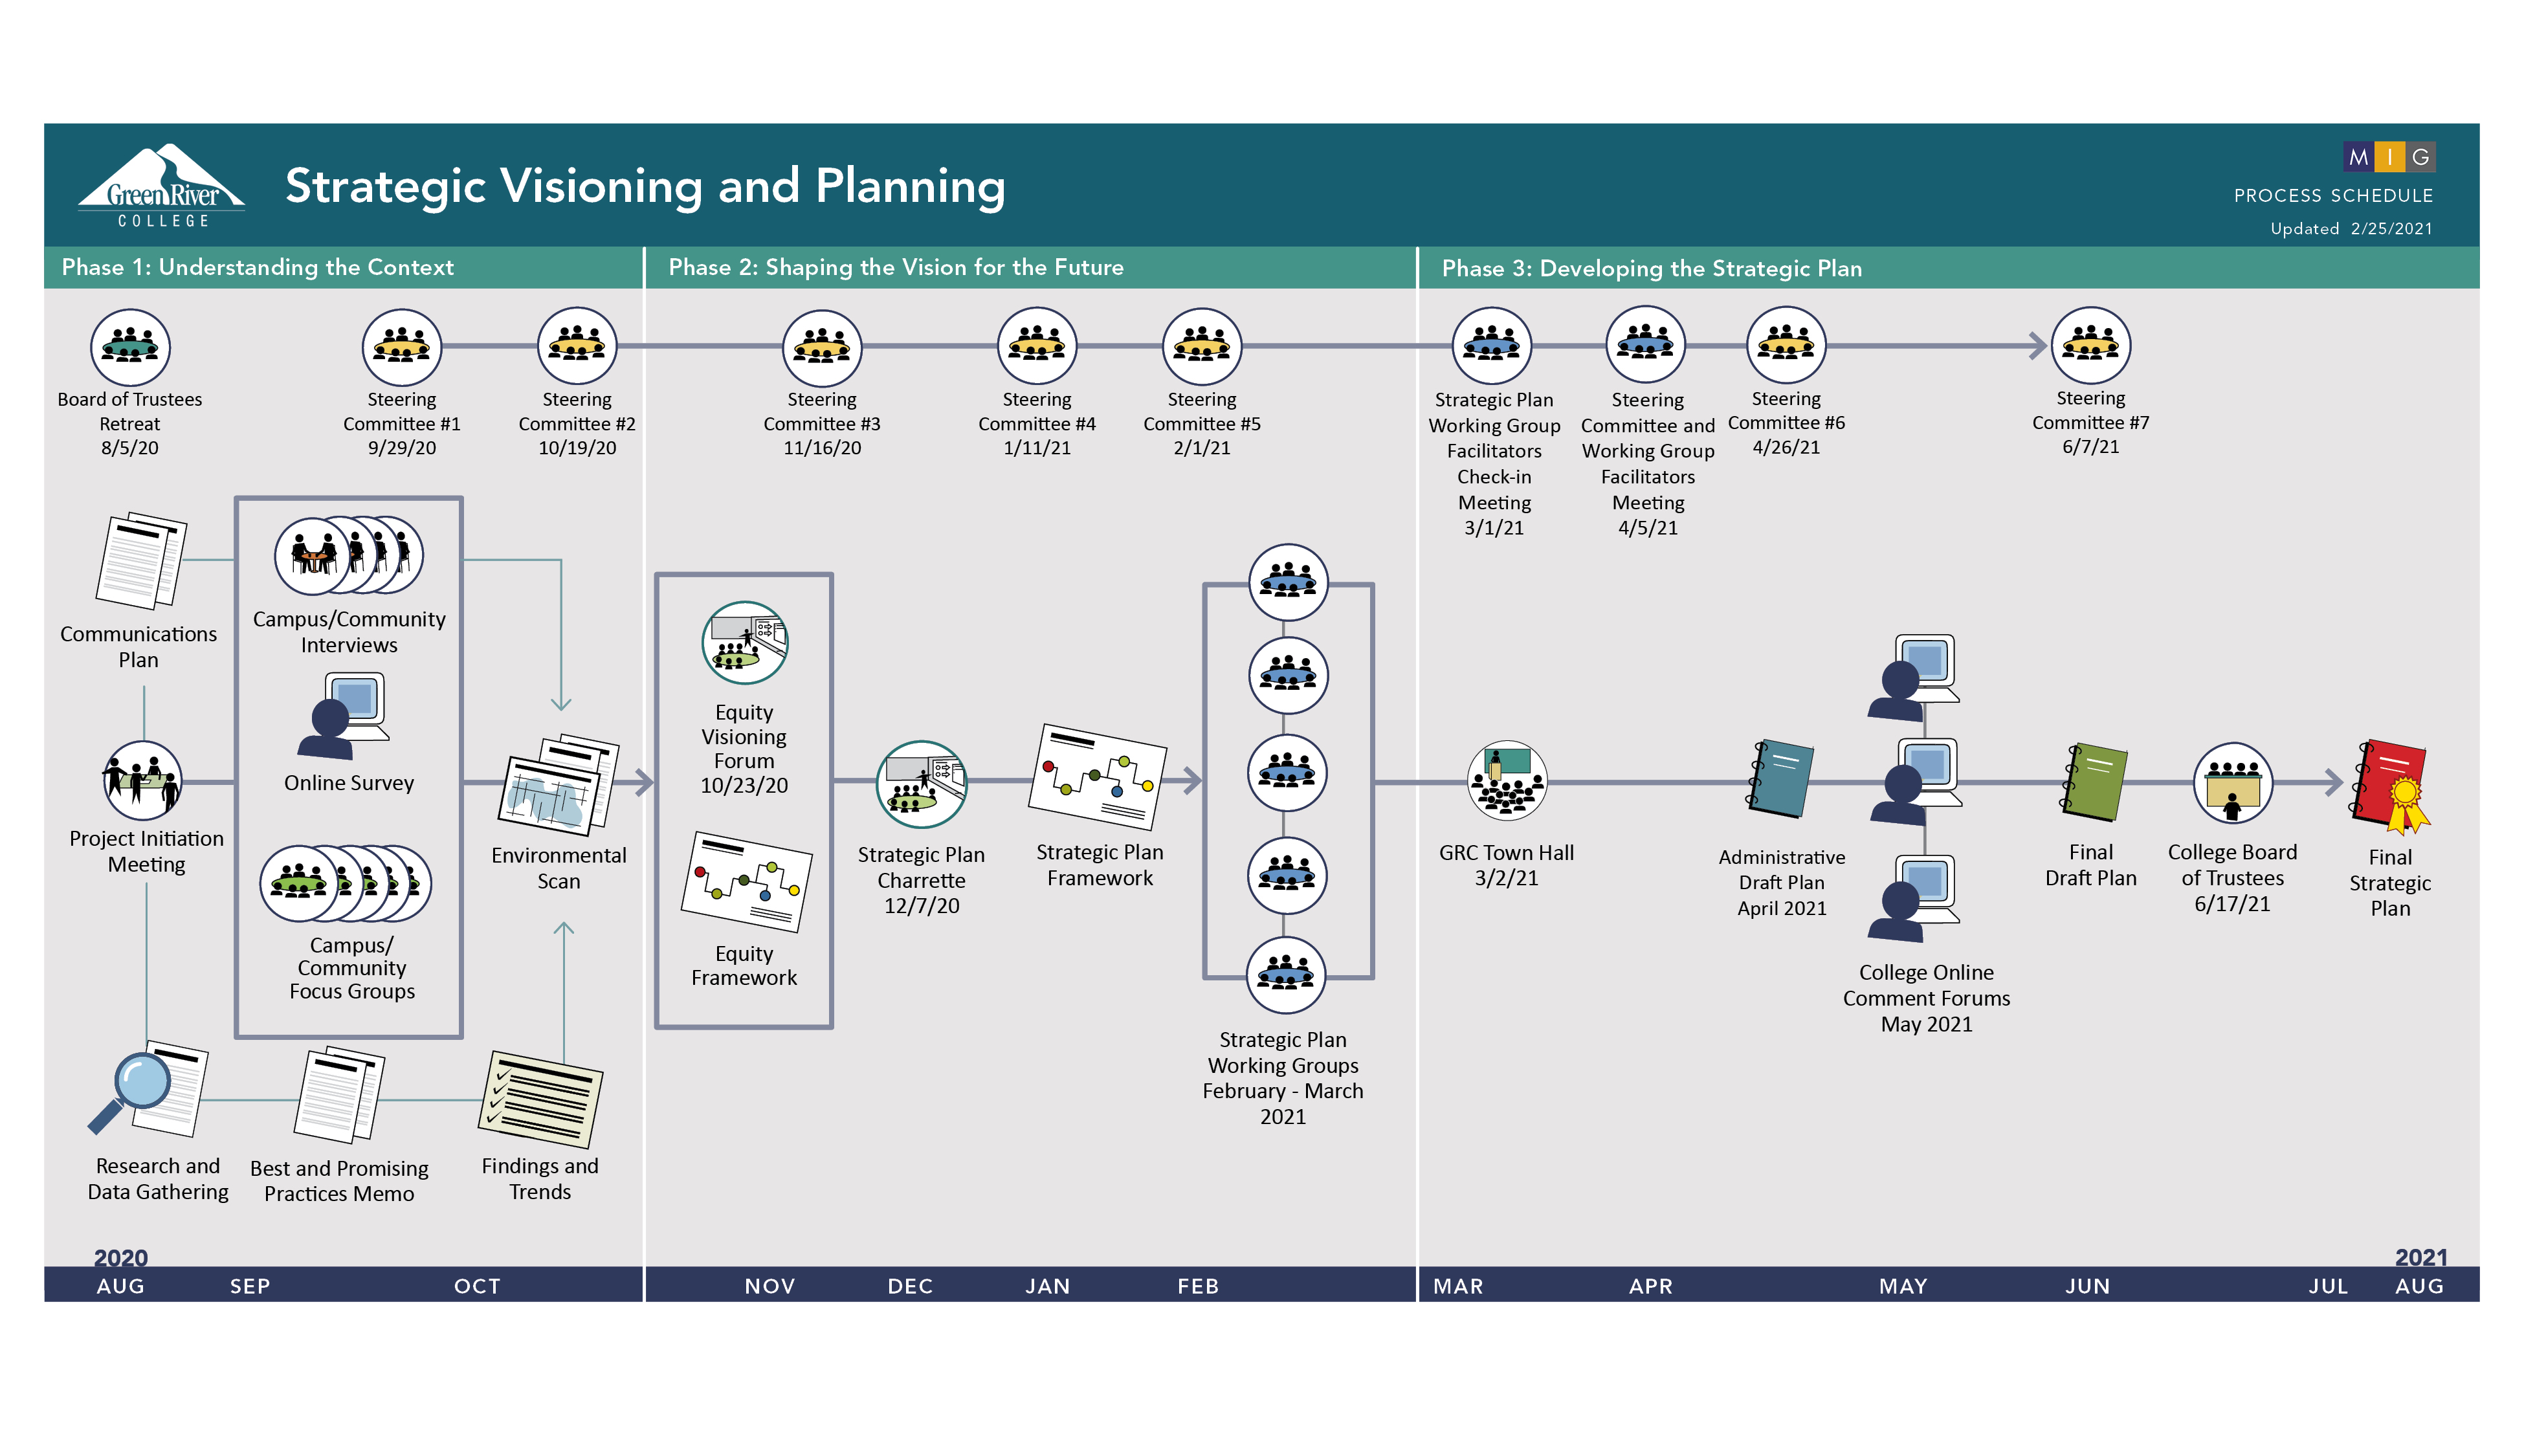 Green River
COLLEGE
Strategic Visioning and Planning
M I G
PROCESS SCHEDULE
Updated 2/25/2021
Phase 1: Understanding the Context
Phase 2: Shaping the Vision for the Future
Phase 3: Developing the Strategic Plan
Board of Trustees
Retreat
8/5/20
Steering
Committee #1
9/29/20
Steering
Committee #2
10/19/20
Steering
Committee #3
11/16/20
Steering
Committee #4
1/11/21
Steering
Committee #5
2/1/21
Strategic Plan
Working Group
Facilitators
Check-in
Meeting
3/1/21
Steering
Committee and
Working Group
Facilitators
Meeting
4/5/21
Steering
Committee #6
4/26/21
Steering
Committee #7
6/7/21
Communications
Plan
Project Initiation
Meeting
Research and
Data Gathering
Campus/Community
Interviews
Online Survey
Campus/
Community
Focus Groups
Best and Promising
Practices Memo
Environmental
Scan
Findings and
Trends
Equity
Visioning
Forum
10/23/20
Equity
Framework
Strategic Plan
Charrette
12/7/20
Strategic Plan
Framework
Strategic Plan
Working Groups
February - March
2021
GRC Town Hall
3/2/21
Administrative
Draft Plan
April 2021
College Online
Comment Forums
May 2021
Final
Draft Plan
College Board
of Trustees
6/17/21
Final
Strategic
Plan
2020
2021
AUG SEP OCT NOV DEC JAN FEB MAR APR MAY JUN JUL AUG